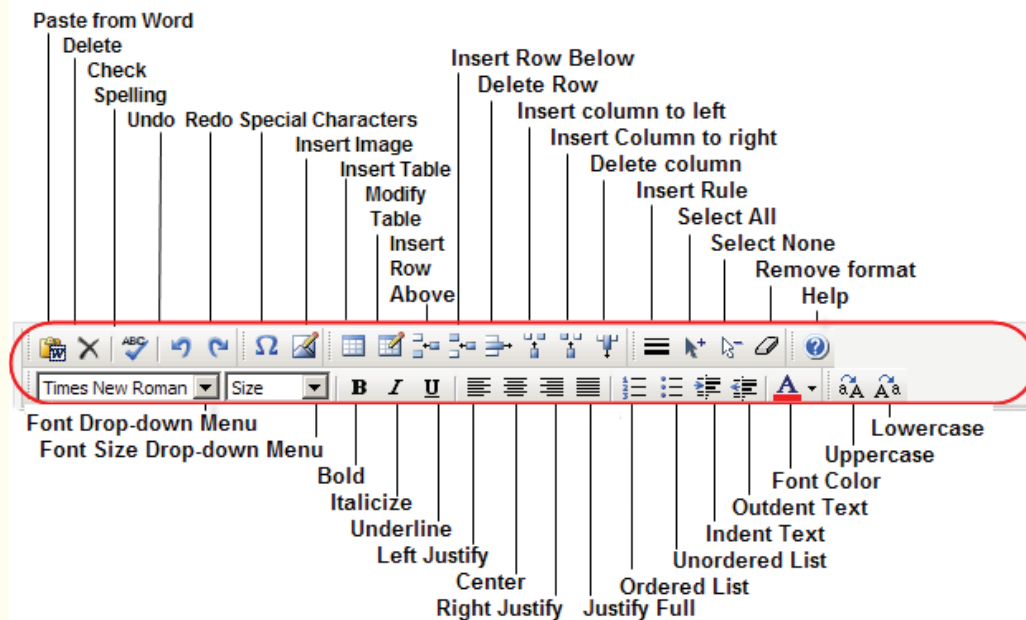 Paste from Word
Delete
Check
Spelling
Undo Redo Special Characters
Insert Image
Insert Table
Modify
Table
Insert
Row
Above
Insert Row Below
Delete Row
Insert column to left
Insert Column to right
Delete column
Insert Rule
Select All
Select None
Remove format
Help
W
ABC
Ω
?
Times New Roman Size B I U 1 2 3 A aA Aa
Font Drop-down Menu
Font Size Drop-down Menu
Bold
Italicize
Underline
Left Justify
Center
Right Justify
Justify Full
Ordered List
Unordered List
Indent Text
Outdent Text
Font Color
Uppercase
Lowercase